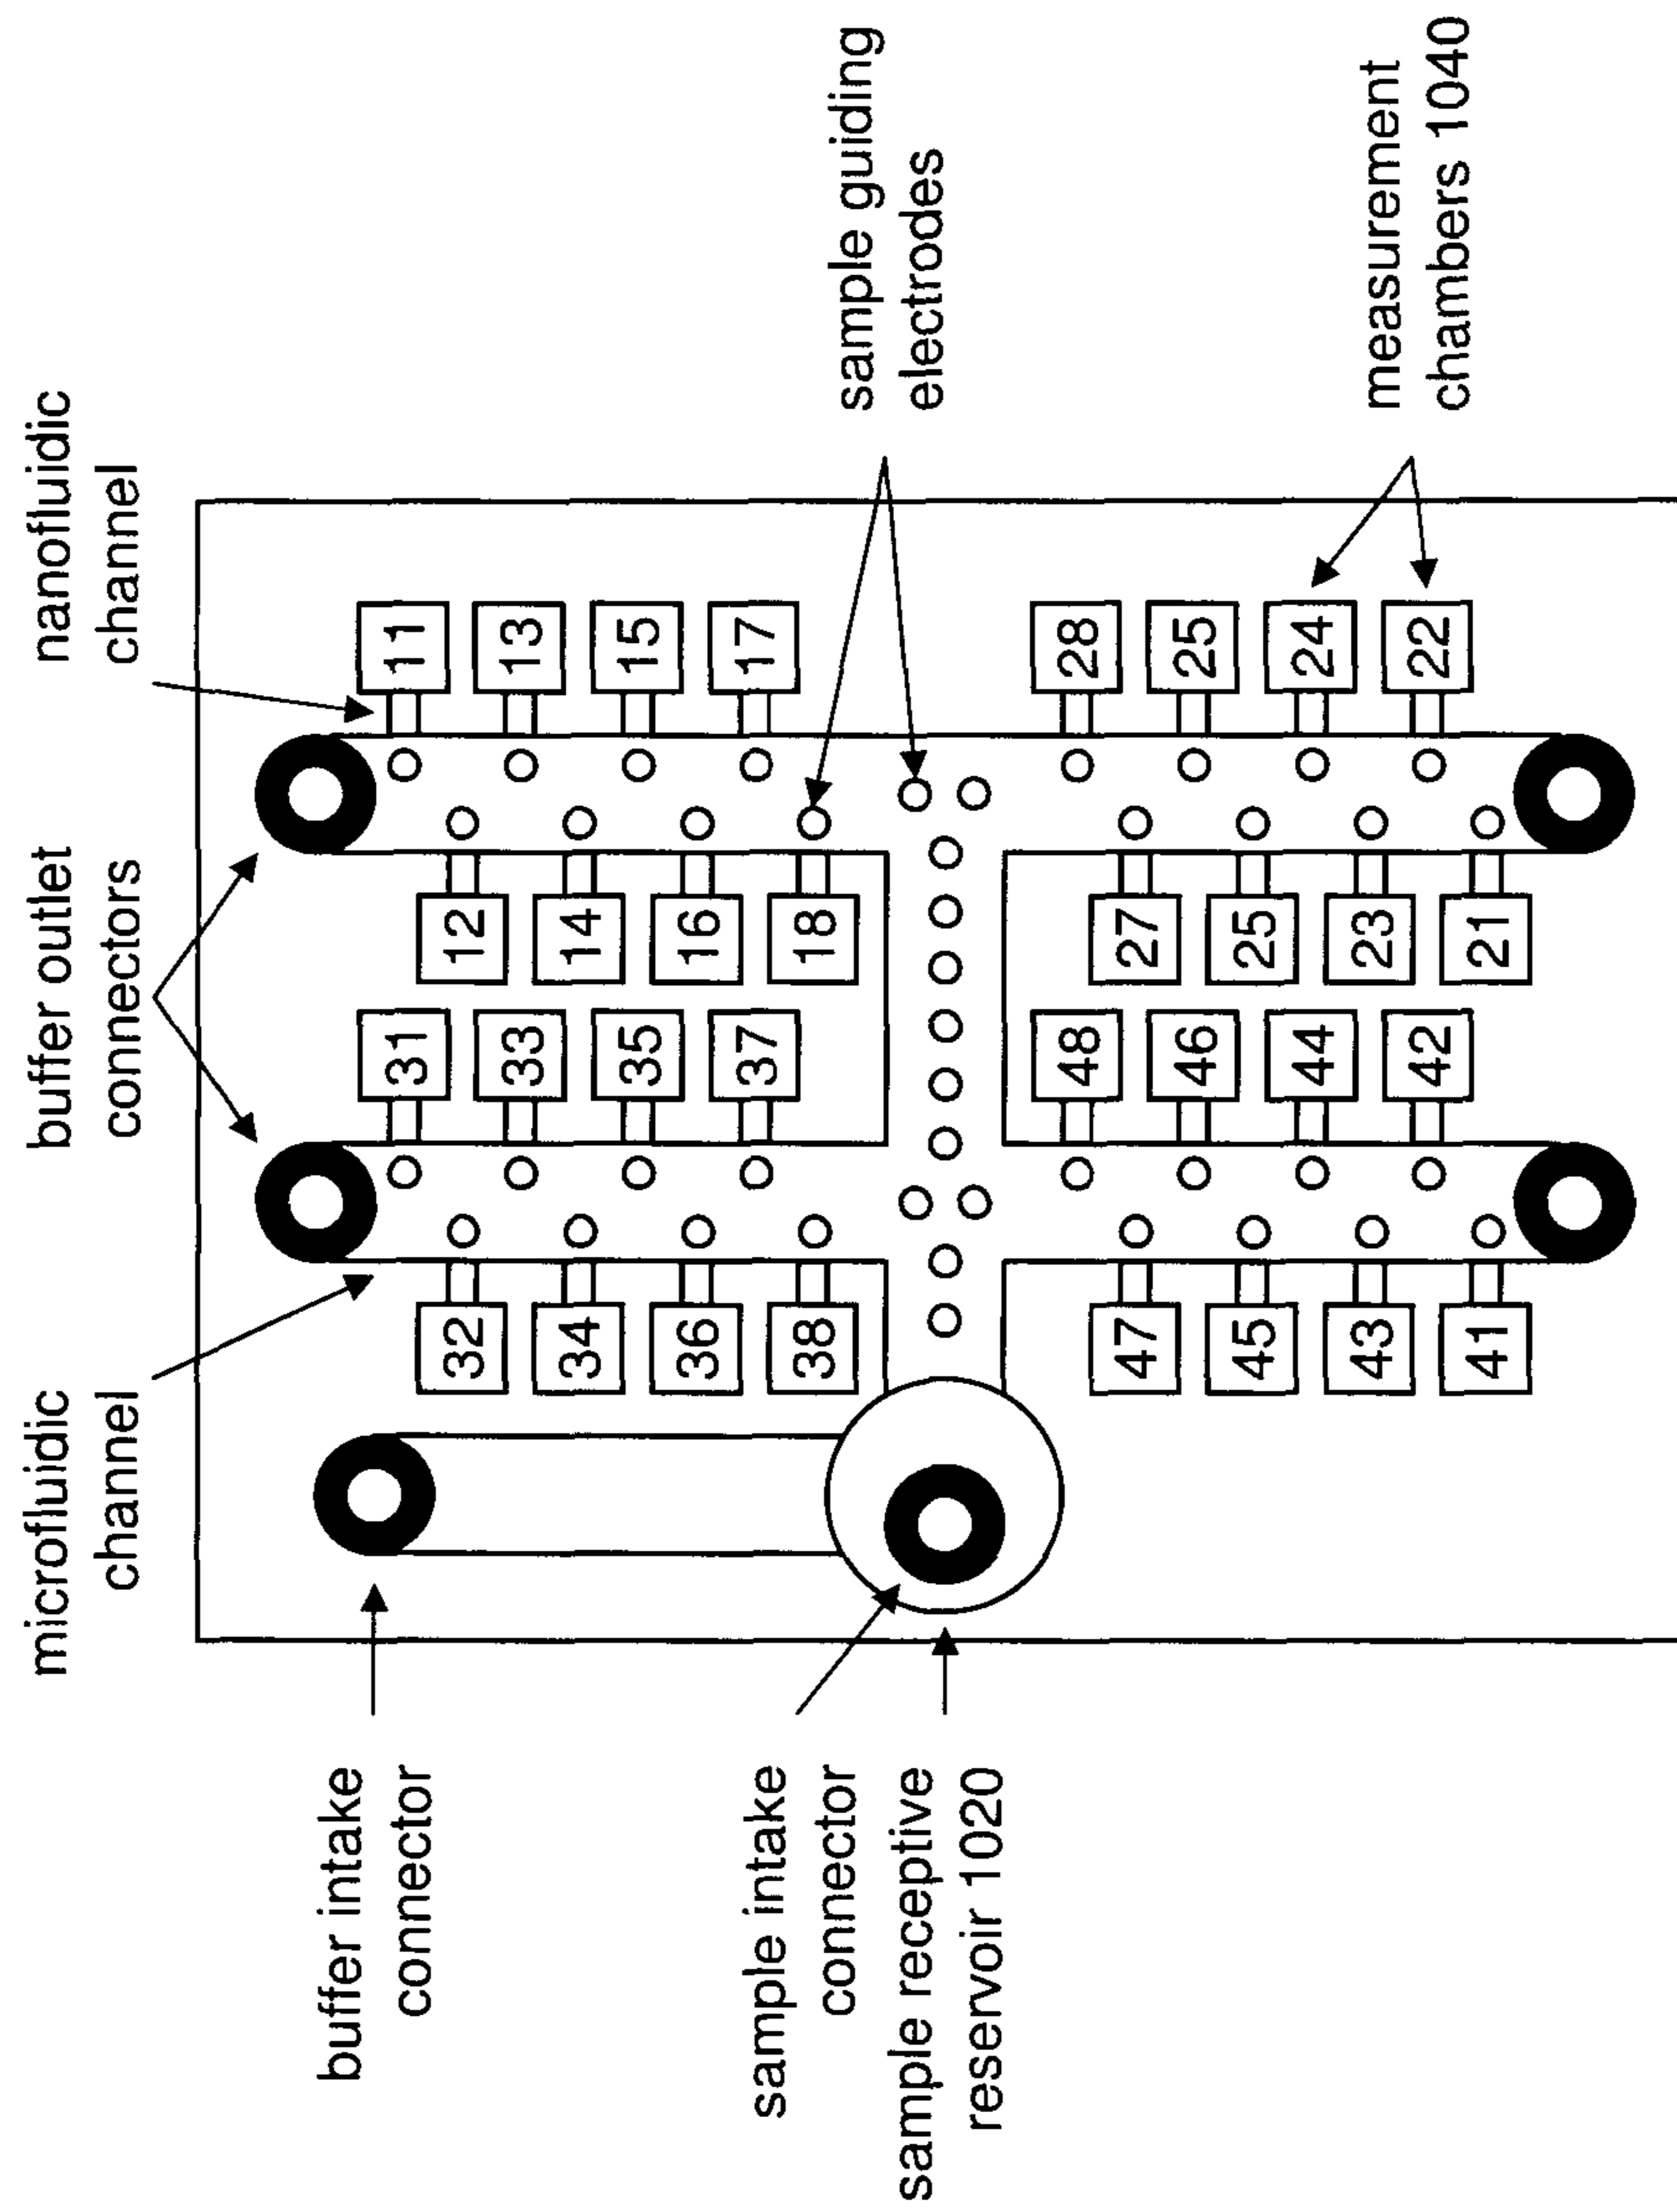 microfluidic
channel
buffer outlet
connectors
nanofluidic
channel
buffer intake
connector
31 11
32 12
33 13
34 14
35 15
36 16
37 17
38 18
sample intake
connector
sample receptive
reservoir 1020
sample guiding
electrodes
48 28
47 27
46 25
45 25
44 24
43 23
42 22
41 21
measurement
chambers 1040